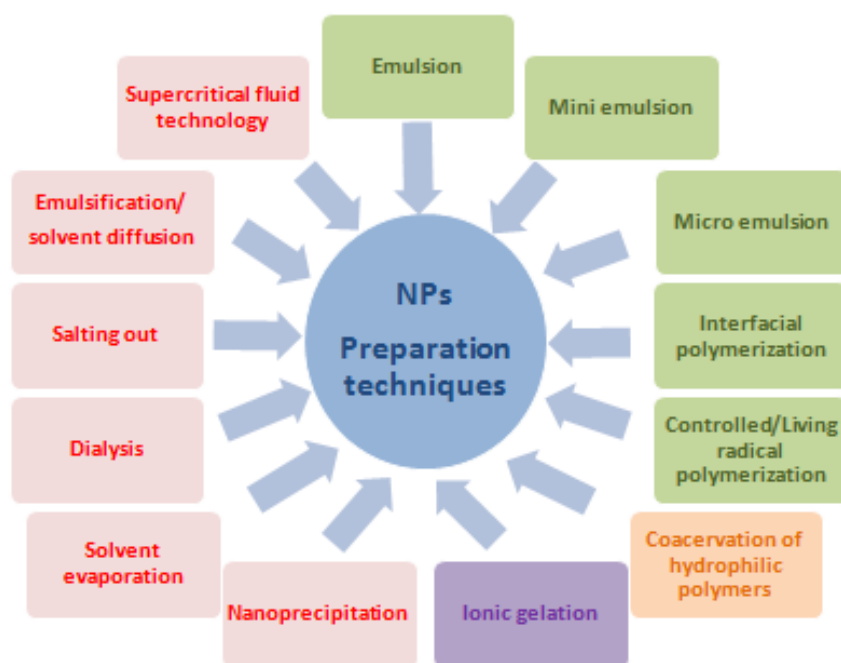 Emulsion
Supercritical fluid
technology
Mini emulsion
Emulsification/
solvent diffusion
Micro emulsion
NPs
Preparation
techniques
Salting out
Interfacial
polymerization
Dialysis
Controlled/Living
radical
polymerization
Solvent
evaporation
Coacervation of
hydrophilic
polymers
Nanoprecipitation
Ionic gelation